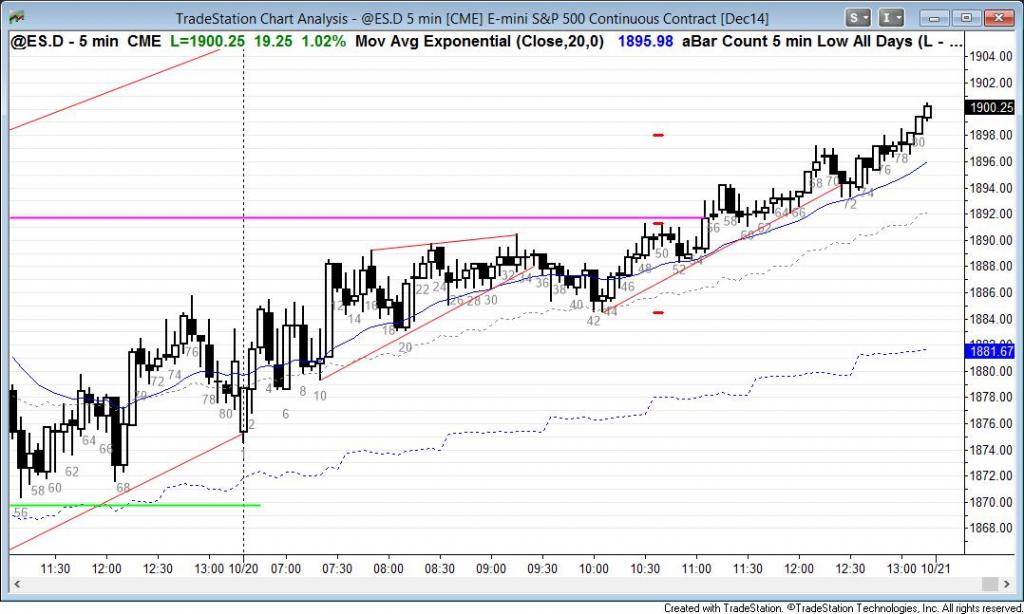 TradeStation Chart Analysis - @ES.D 5 min [CME] E-mini S&P 500 Continuous Contract [Dec14]
S I
@ES.D - 5 min CME L=1900.25 19.25 1.02% Mov Avg Exponential (Close,20,0) 1895.98 aBar Count 5 min Low All Days (L - ...
1904.00
1902.00
1900.25
1898.00
1896.00
1894.00
1892.00
1890.00
1888.00
1886.00
1884.00
1881.67
1880.00
1878.00
1876.00
1874.00
1872.00
1870.00
1868.00
56 58 60 62 64 66 68 70 72 74 76 78 80
2 4 6 8 10 12 14 16 18 20 22 24 26 28 30 32 34 36 38 40 42 44 46 48 50 52
56 58 60 62 64 66 68 70 72 74 76 78 80
11:30 12:00 12:30 13:00 10/20 07:00 07:30 08:00 08:30 09:00 09:30 10:00 10:30 11:00 11:30 12:00 12:30 13:00 10/21
Created with TradeStation. ©TradeStation Technologies, Inc. All rights reserved.